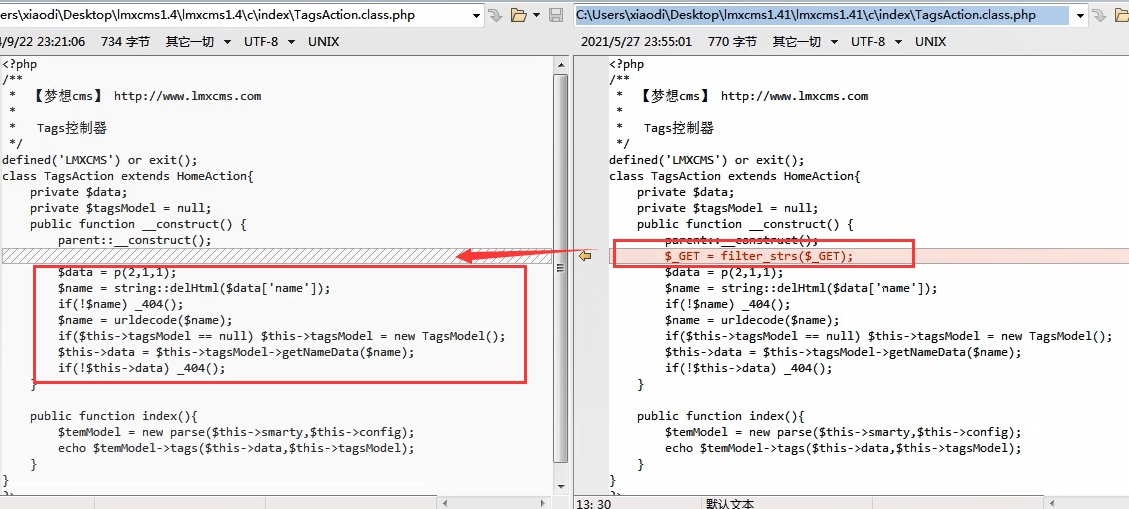 ers\xiaodi\Desktop\lmxcms1.4\lmxcms1.4\c\index\TagsAction.class.php
4/9/22 23:21:06 734 字节 其它一切 UTF-8 UNIX
<?php
/**
 * 【梦想cms】 http://www.lmxcms.com
 *
 * Tags控制器
 */
defined('LMXCMS') or exit();
class TagsAction extends HomeAction{
    private $data;
    private $tagsModel = null;
    public function __construct() {
        parent::__construct();
        $data = p(2,1,1);
        $name = string::delHtml($data['name']);
        if(!$name) _404();
        $name = urldecode($name);
        if($this->tagsModel == null) $this->tagsModel = new TagsModel();
        $this->data = $this->tagsModel->getNameData($name);
        if(!$this->data) _404();
    }
    public function index(){
        $temModel = new parse($this->smarty,$this->config);
        echo $temModel->tags($this->data,$this->tagsModel);
    }
}
?>
C:\Users\xiaodi\Desktop\lmxcms1.41\lmxcms1.41\c\index\TagsAction.class.php
2021/5/27 23:55:01 770 字节 其它一切 UTF-8 UNIX
<?php
/**
 * 【梦想cms】 http://www.lmxcms.com
 *
 * Tags控制器
 */
defined('LMXCMS') or exit();
class TagsAction extends HomeAction{
    private $data;
    private $tagsModel = null;
    public function __construct() {
        parent::__construct();
        $_GET = filter_strs($_GET);
        $data = p(2,1,1);
        $name = string::delHtml($data['name']);
        if(!$name) _404();
        $name = urldecode($name);
        if($this->tagsModel == null) $this->tagsModel = new TagsModel();
        $this->data = $this->tagsModel->getNameData($name);
        if(!$this->data) _404();
    }
    public function index(){
        $temModel = new parse($this->smarty,$this->config);
        echo $temModel->tags($this->data,$this->tagsModel);
    }
}
?>
13: 30 默认文本